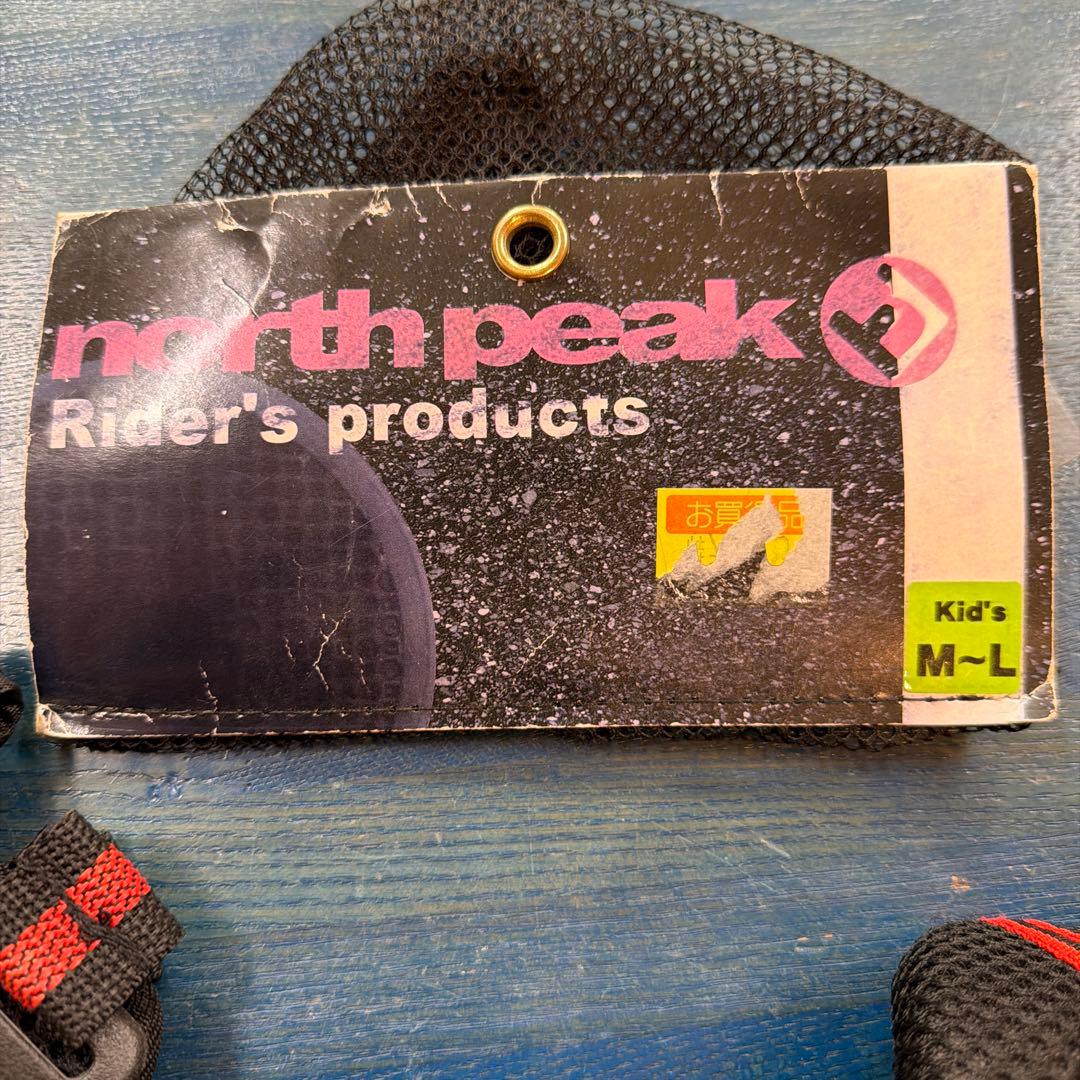 north peak
Rider's products
お買得品
Kid's
M~L